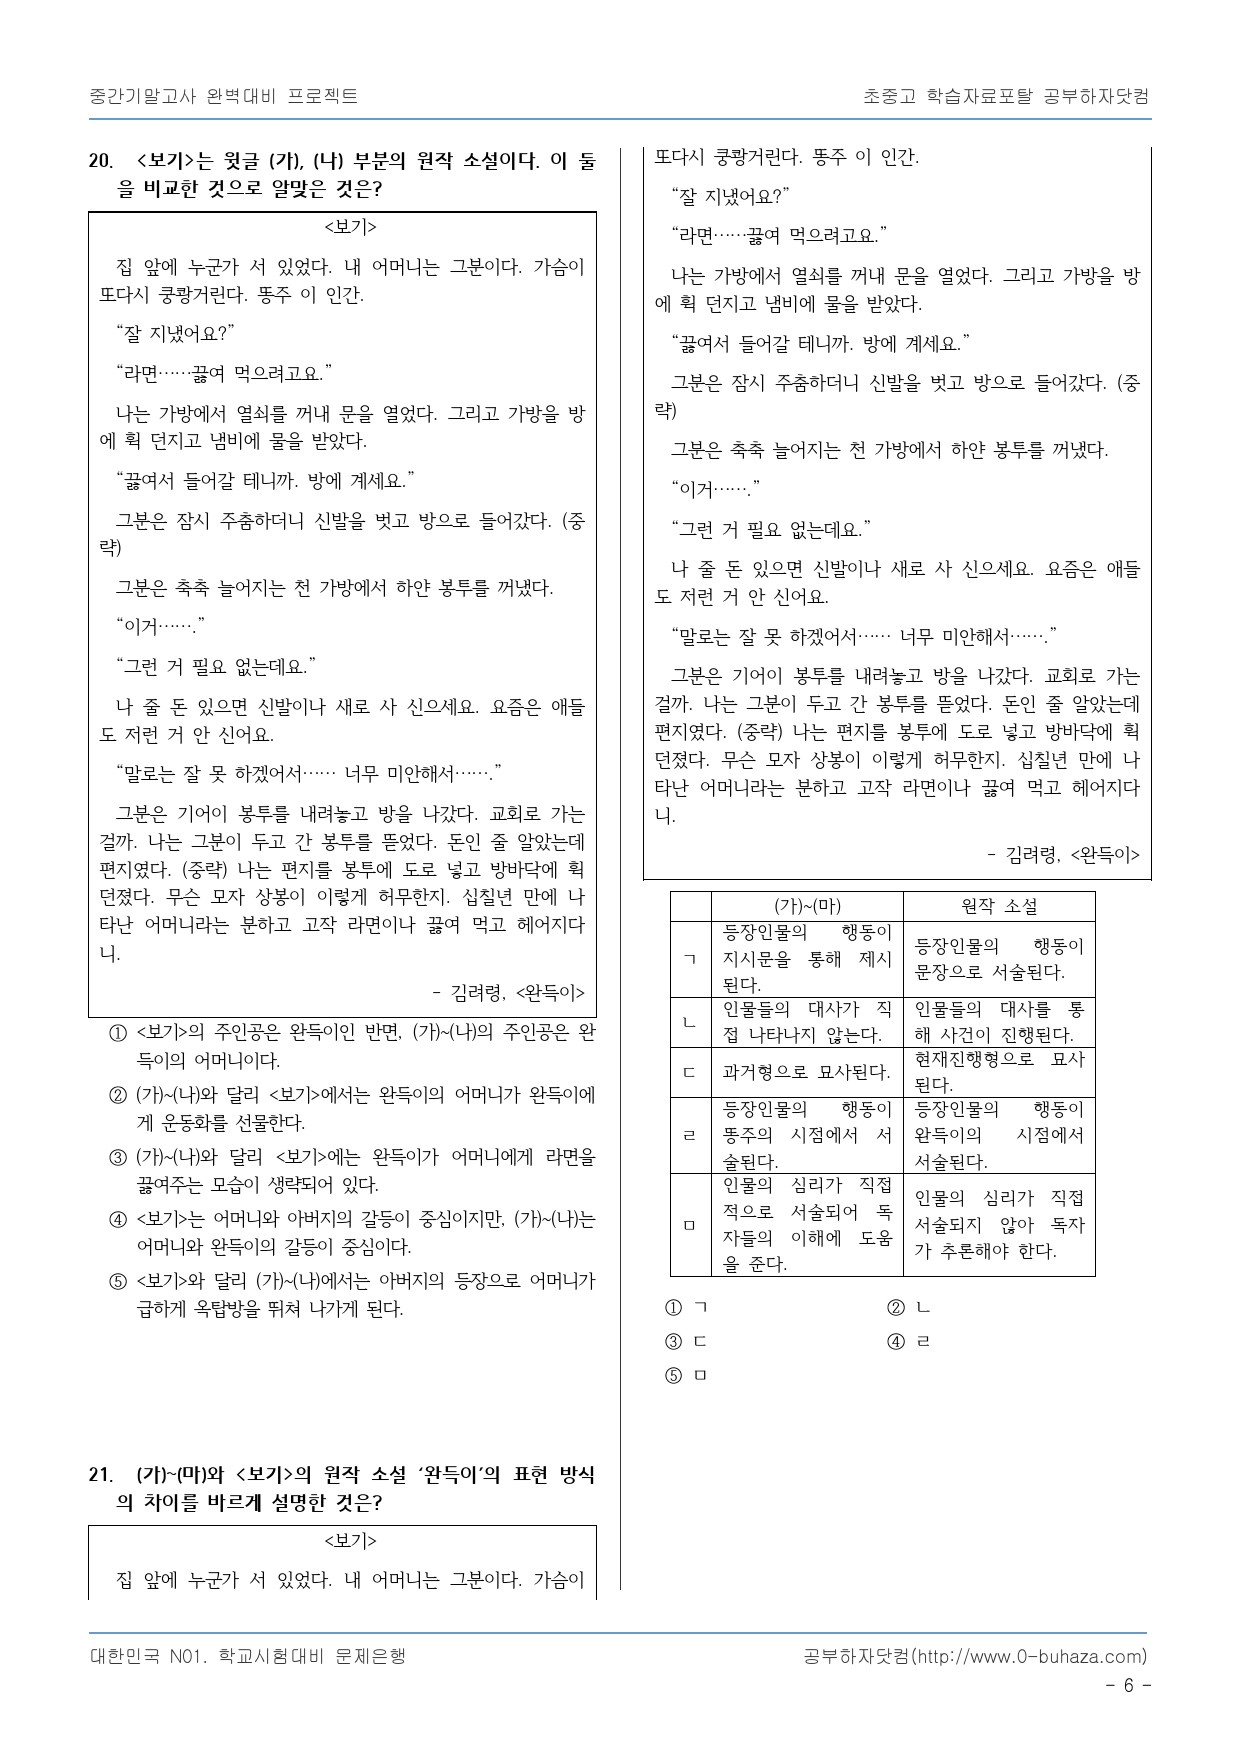 중간기말고사 완벽대비 프로젝트
초중고 학습자료포탈 공부하자닷컴
20. <보기>는 윗글 (가), (나) 부분의 원작 소설이다. 이 둘
을 비교한 것으로 알맞은 것은?
<보기>
집 앞에 누군가 서 있었다. 내 어머니는 그분이다. 가슴이
또다시 쿵쾅거린다. 똥주 이 인간.
“잘 지냈어요?”
“라면……끓여 먹으려고요.”
나는 가방에서 열쇠를 꺼내 문을 열었다. 그리고 가방을 방
에 휙 던지고 냄비에 물을 받았다.
“끓여서 들어갈 테니까. 방에 계세요.”
그분은 잠시 주춤하더니 신발을 벗고 방으로 들어갔다. (중
략)
그분은 축축 늘어지는 천 가방에서 하얀 봉투를 꺼냈다.
“이거…….”
“그런 거 필요 없는데요.”
나 줄 돈 있으면 신발이나 새로 사 신으세요. 요즘은 애들
도 저런 거 안 신어요.
“말로는 잘 못 하겠어서…… 너무 미안해서…….”
그분은 기어이 봉투를 내려놓고 방을 나갔다. 교회로 가는
걸까. 나는 그분이 두고 간 봉투를 뜯었다. 돈인 줄 알았는데
편지였다. (중략) 나는 편지를 봉투에 도로 넣고 방바닥에 휙
던졌다. 무슨 모자 상봉이 이렇게 허무한지. 십칠년 만에 나
타난 어머니라는 분하고 고작 라면이나 끓여 먹고 헤어지다
니.
- 김려령, <완득이>
① <보기>의 주인공은 완득이인 반면, (가)~(나)의 주인공은 완
득이의 어머니이다.
② (가)~(나)와 달리 <보기>에서는 완득이의 어머니가 완득이에
게 운동화를 선물한다.
③ (가)~(나)와 달리 <보기>에는 완득이가 어머니에게 라면을
끓여주는 모습이 생략되어 있다.
④ <보기>는 어머니와 아버지의 갈등이 중심이지만, (가)~(나)는
어머니와 완득이의 갈등이 중심이다.
⑤ <보기>와 달리 (가)~(나)에서는 아버지의 등장으로 어머니가
급하게 옥탑방을 뛰쳐 나가게 된다.
21. (가)~(마)와 <보기>의 원작 소설 ‘완득이’의 표현 방식
의 차이를 바르게 설명한 것은?
<보기>
집 앞에 누군가 서 있었다. 내 어머니는 그분이다. 가슴이
또다시 쿵쾅거린다. 똥주 이 인간.
“잘 지냈어요?”
“라면……끓여 먹으려고요.”
나는 가방에서 열쇠를 꺼내 문을 열었다. 그리고 가방을 방
에 휙 던지고 냄비에 물을 받았다.
“끓여서 들어갈 테니까. 방에 계세요.”
그분은 잠시 주춤하더니 신발을 벗고 방으로 들어갔다. (중
략)
그분은 축축 늘어지는 천 가방에서 하얀 봉투를 꺼냈다.
“이거…….”
“그런 거 필요 없는데요.”
나 줄 돈 있으면 신발이나 새로 사 신으세요. 요즘은 애들
도 저런 거 안 신어요.
“말로는 잘 못 하겠어서…… 너무 미안해서…….”
그분은 기어이 봉투를 내려놓고 방을 나갔다. 교회로 가는
걸까. 나는 그분이 두고 간 봉투를 뜯었다. 돈인 줄 알았는데
편지였다. (중략) 나는 편지를 봉투에 도로 넣고 방바닥에 휙
던졌다. 무슨 모자 상봉이 이렇게 허무한지. 십칠년 만에 나
타난 어머니라는 분하고 고작 라면이나 끓여 먹고 헤어지다
니.
- 김려령, <완득이>
(가)~(마) 원작 소설
ㄱ
등장인물의 행동이
지시문을 통해 제시
된다.
등장인물의 행동이
문장으로 서술된다.
ㄴ
인물들의 대사가 직
접 나타나지 않는다.
인물들의 대사를 통
해 사건이 진행된다.
ㄷ
과거형으로 묘사된다.
현재진행형으로 묘사
된다.
ㄹ
등장인물의 행동이
똥주의 시점에서 서
술된다.
등장인물의 행동이
완득이의 시점에서
서술된다.
ㅁ
인물의 심리가 직접
적으로 서술되어 독
자들의 이해에 도움
을 준다.
인물의 심리가 직접
서술되지 않아 독자
가 추론해야 한다.
① ㄱ ② ㄴ
③ ㄷ ④ ㄹ
⑤ ㅁ
대한민국 N01. 학교시험대비 문제은행
공부하자닷컴(http://www.0-buhaza.com)
- 6 -